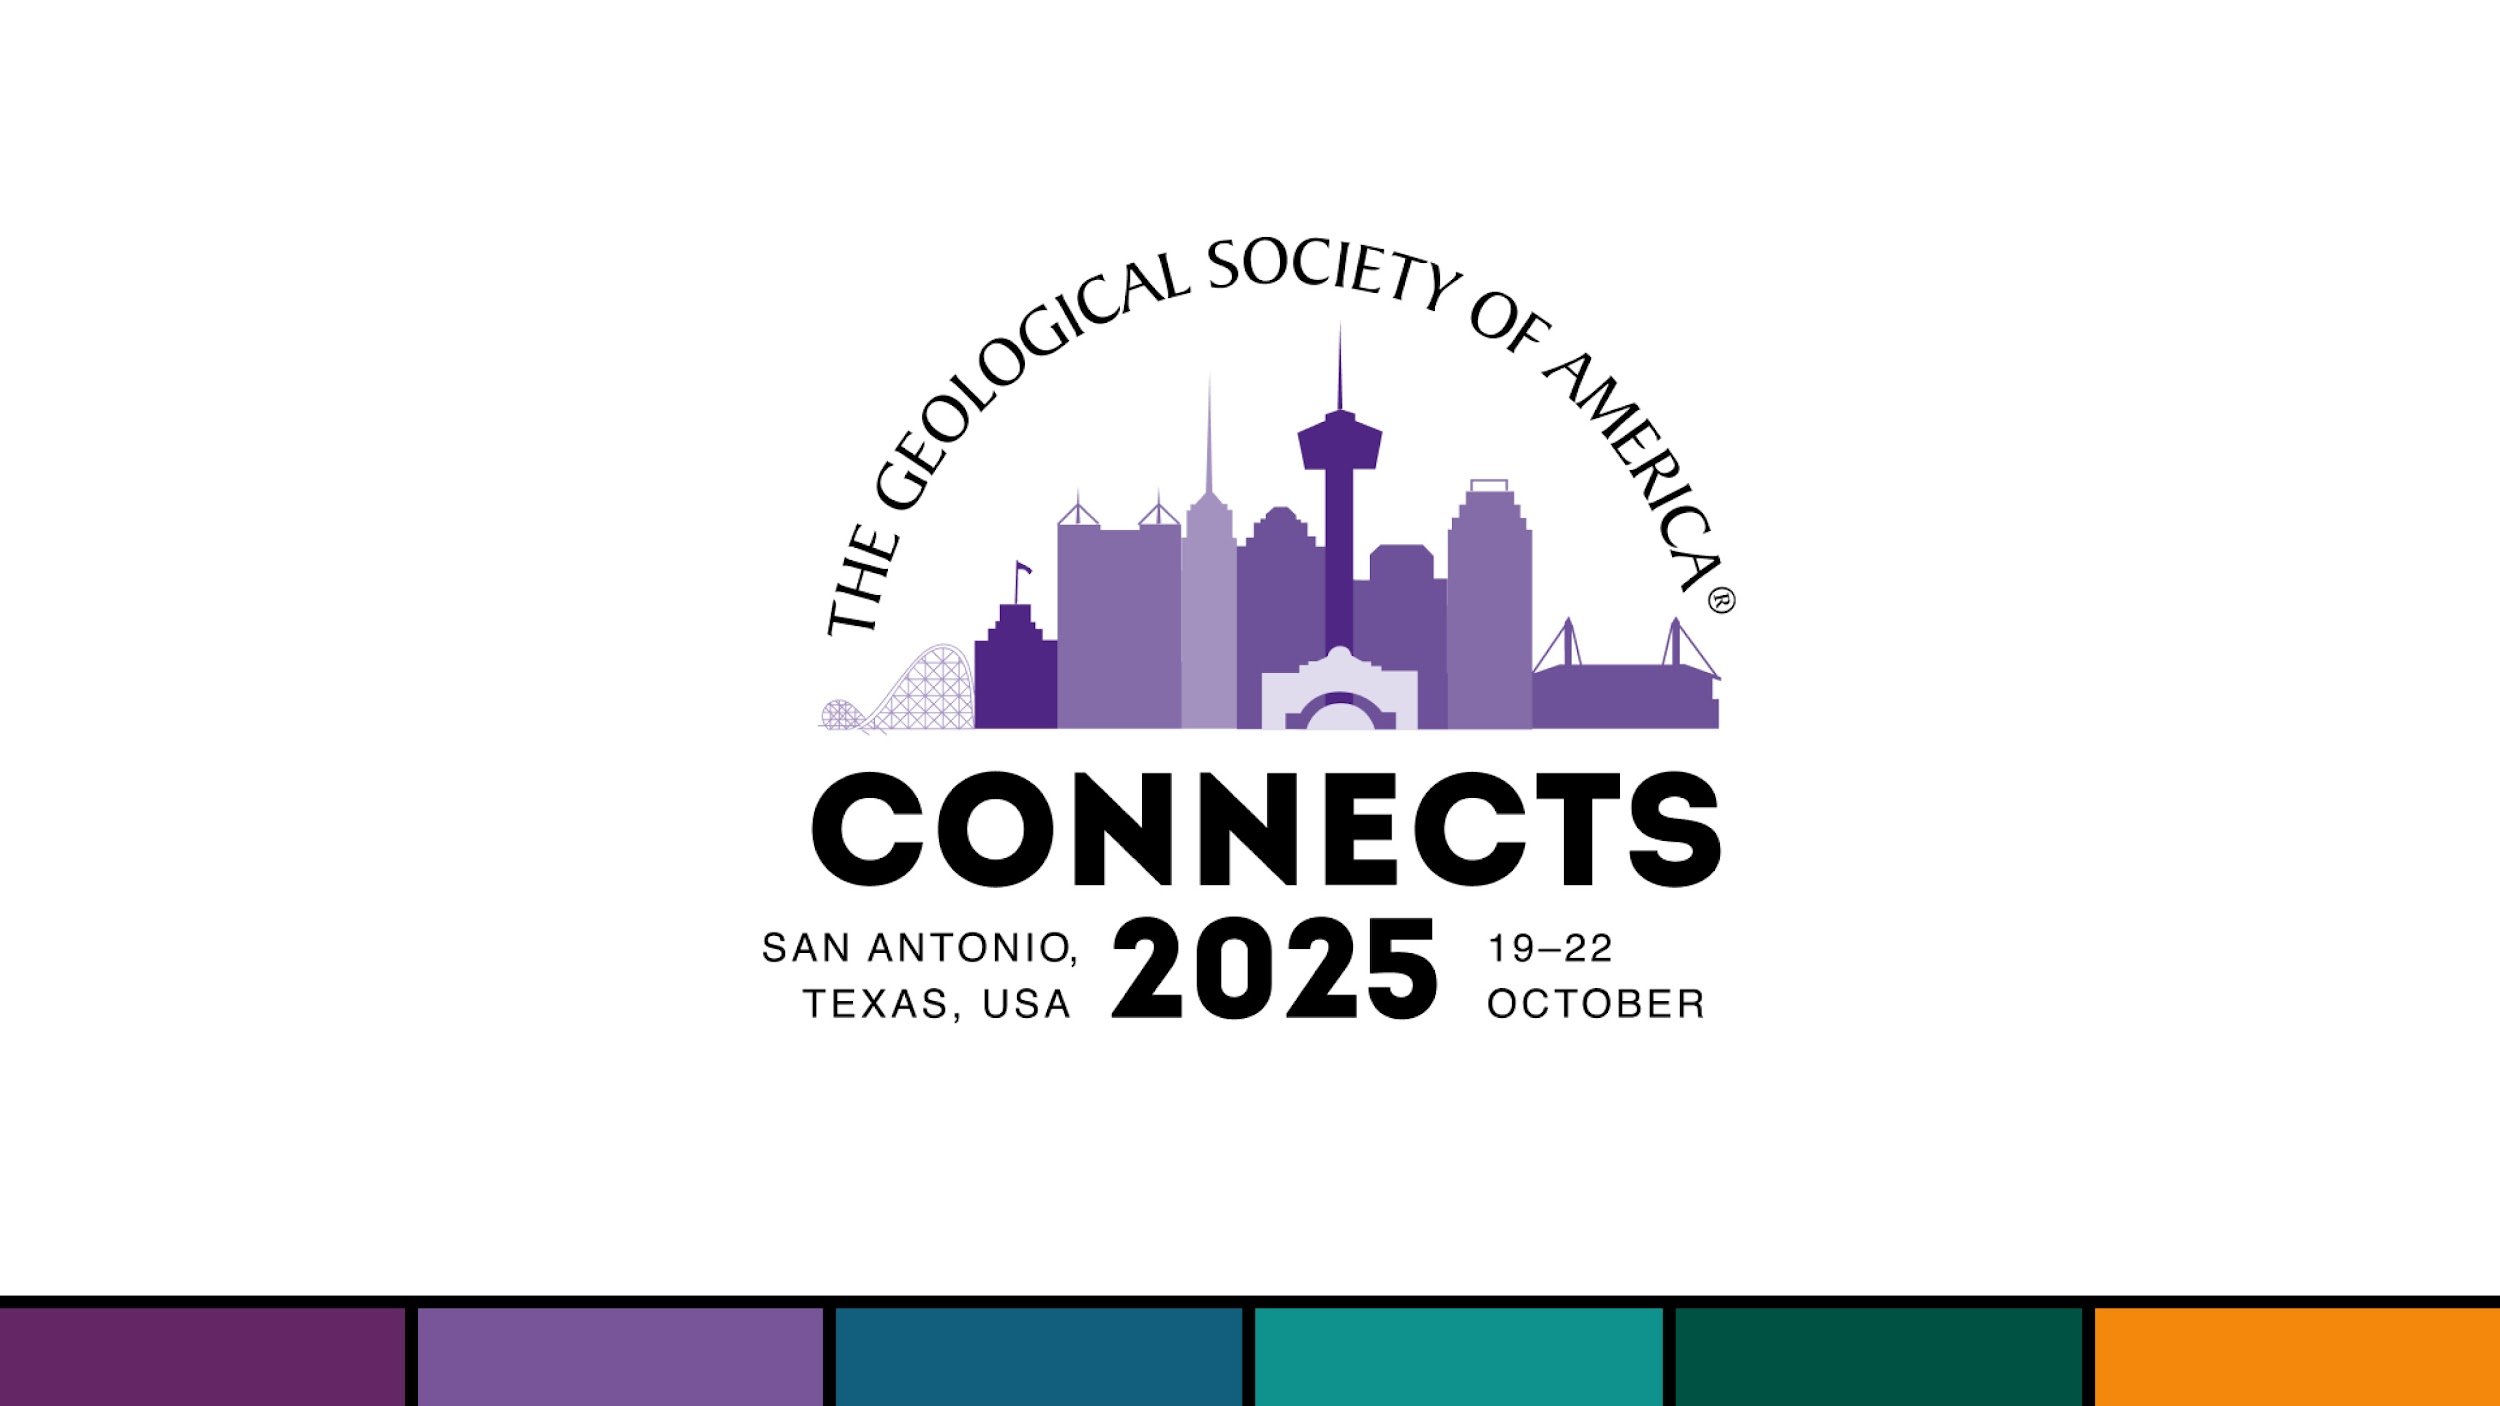 THE GEOLOGICAL SOCIETY OF AMERICA®
CONNECTS
SAN ANTONIO,
TEXAS, USA
2025
19–22
OCTOBER